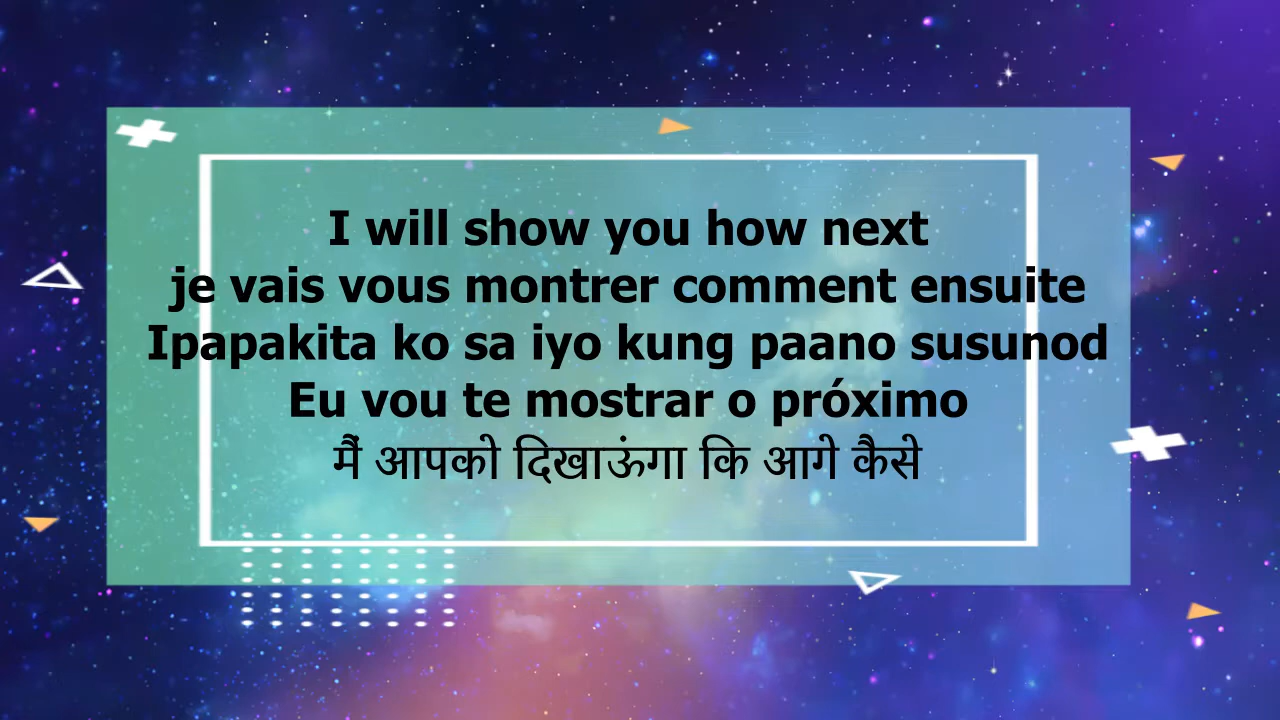 I will show you how next
je vais vous montrer comment ensuite
Ipapakita ko sa iyo kung paano susunod
Eu vou te mostrar o próximo
मैं आपको दिखाऊंगा कि आगे कैसे